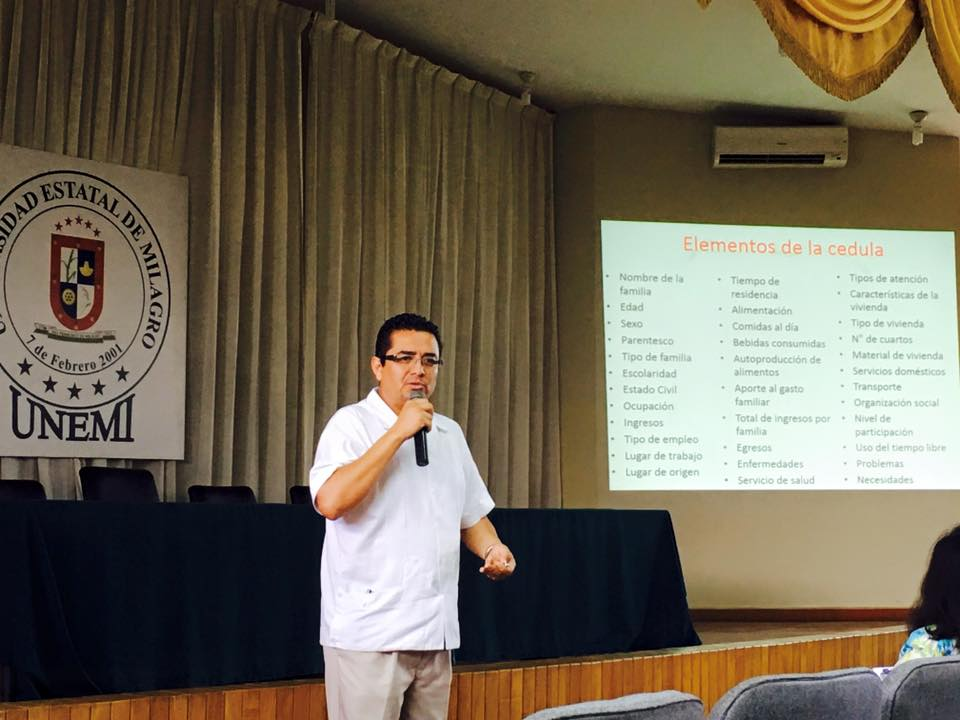 UNIVERSIDAD ESTATAL DE MILAGRO
7 de Febrero 2001
UNEMI
Elementos de la cedula
• Nombre de la
familia
• Edad
• Sexo
• Parentesco
• Tipo de familia
• Escolaridad
• Estado Civil
• Ocupación
• Ingresos
• Tipo de empleo
• Lugar de trabajo
• Lugar de origen
• Tiempo de
residencia
• Alimentación
• Comidas al día
• Bebidas consumidas
• Autoproducción de
alimentos
• Aporte al gasto
familiar
• Total de ingresos por
familia
• Egresos
• Enfermedades
• Servicio de salud
• Tipos de atención
• Características de la
vivienda
• Tipo de vivienda
• N° de cuartos
• Material de vivienda
• Servicios domésticos
• Transporte
• Organización social
• Nivel de
participación
• Uso del tiempo libre
• Problemas
• Necesidades